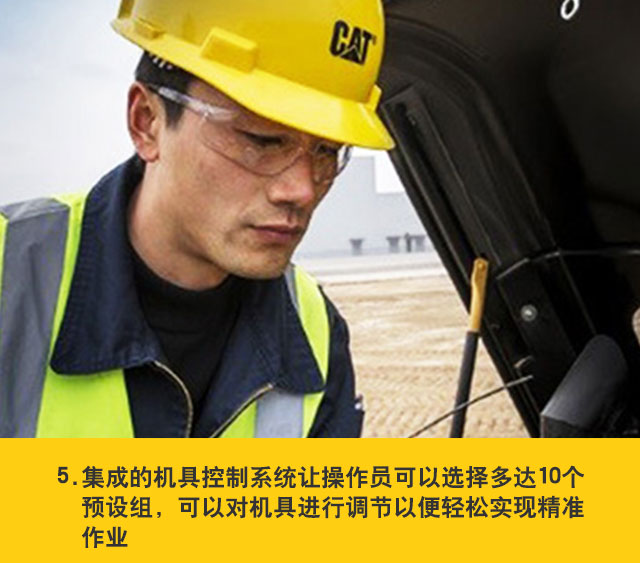 CAT
5.集成的机具控制系统让操作员可以选择多达10个
预设组，可以对机具进行调节以便轻松实现精准
作业